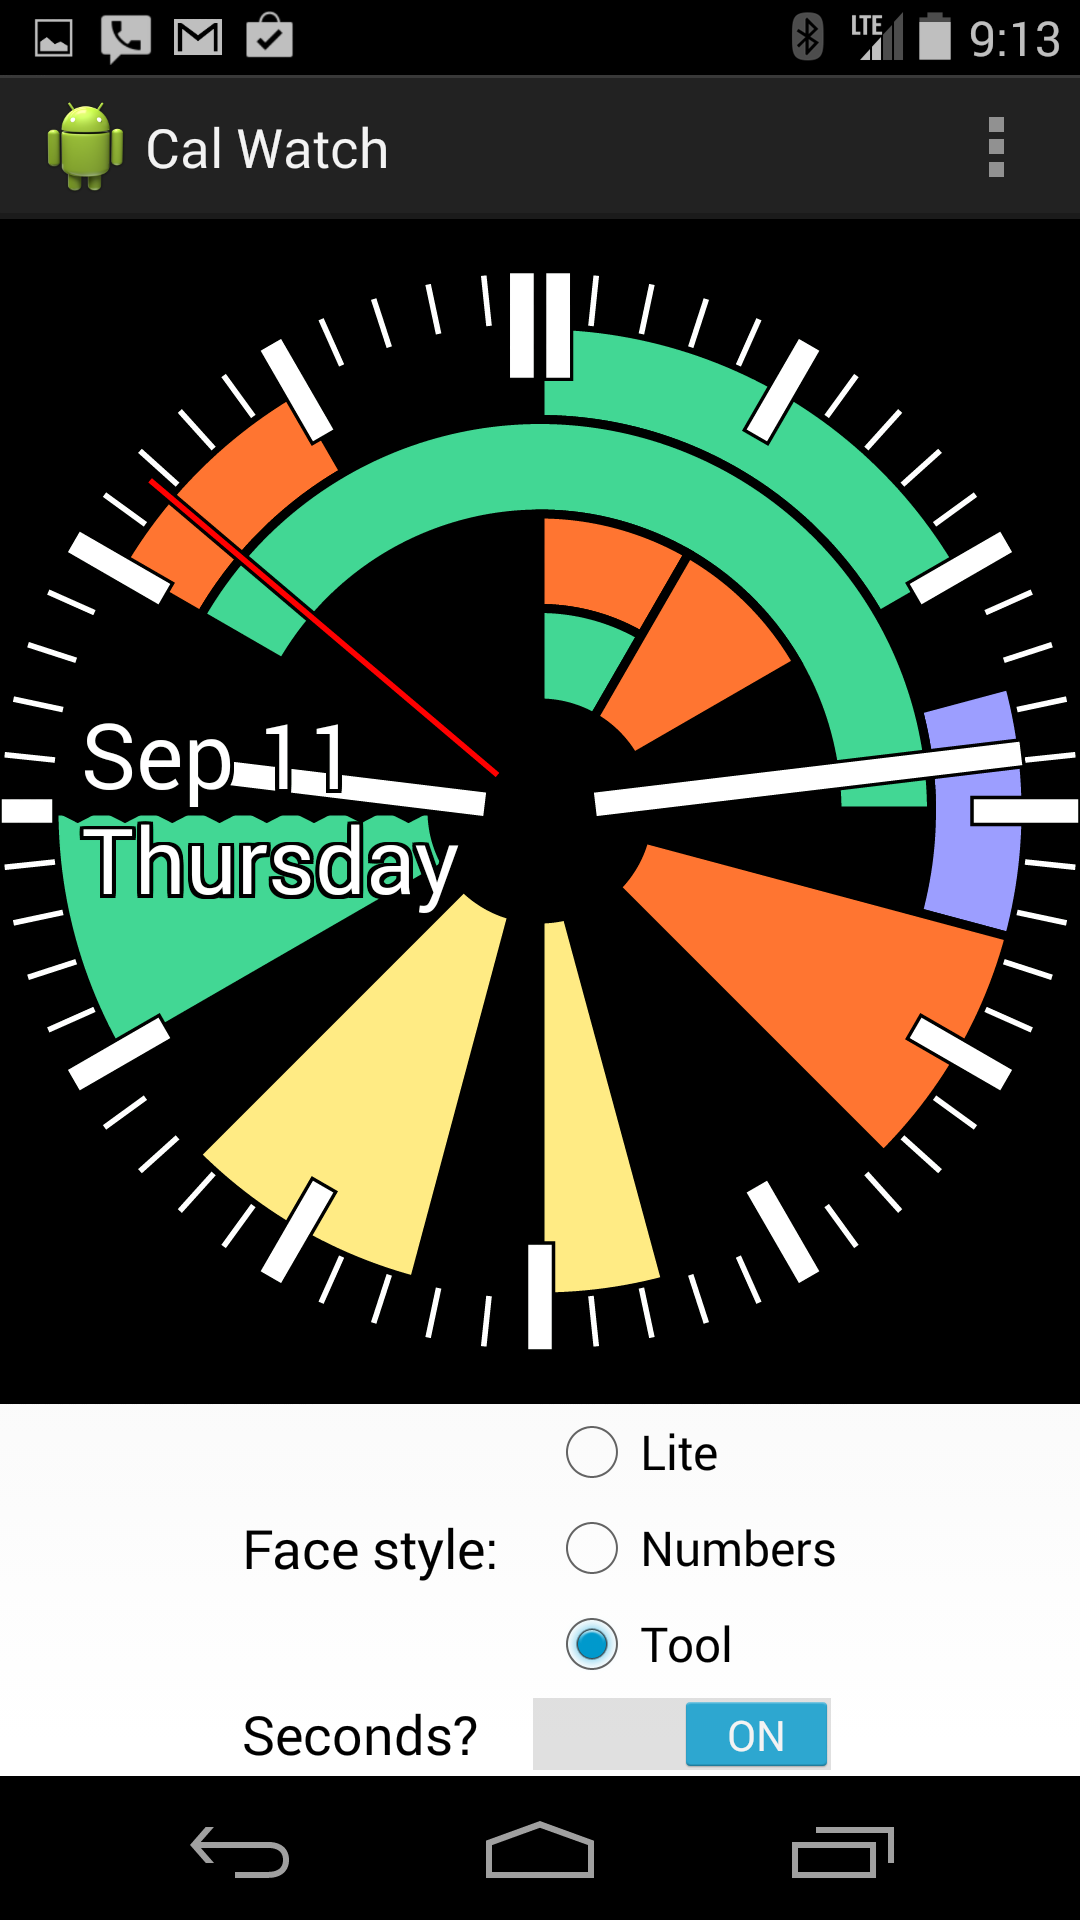 LTE 9:13
Cal Watch
Sep 11
Thursday
Lite
Face style:
Numbers
Tool
Seconds?
ON